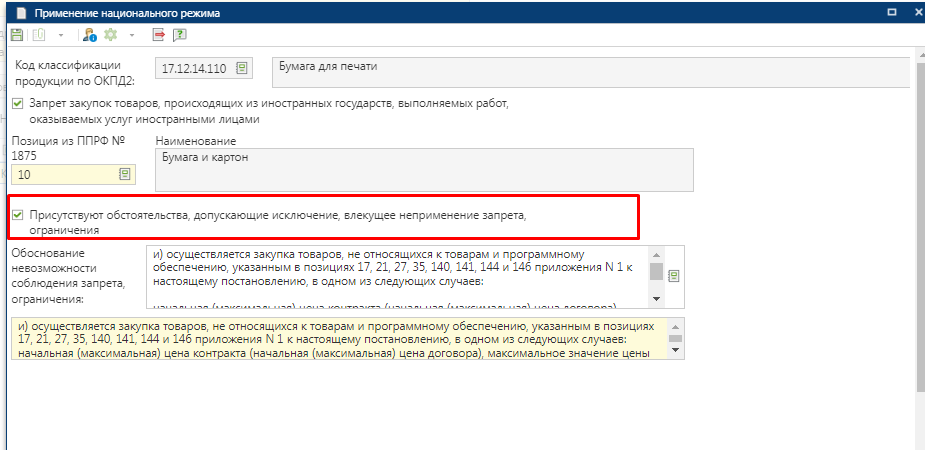 Применение национального режима
Код классификации
продукции по ОКПД2:
17.12.14.110
Бумага для печати
Запрет закупок товаров, происходящих из иностранных государств, выполняемых работ,
оказываемых услуг иностранными лицами
Позиция из ППРФ №
1875
Наименование
10
Бумага и картон
Присутствуют обстоятельства, допускающие исключение, влекущее неприменение запрета,
ограничения
Обоснование
невозможности
соблюдения запрета,
ограничения:
и) осуществляется закупка товаров, не относящихся к товарам и программному
обеспечению, указанным в позициях 17, 21, 27, 35, 140, 141, 144 и 146 приложения N 1 к
настоящему постановлению, в одном из следующих случаев:
начальная (максимальная) цена контракта (начальная (максимальная) цена договора)
и) осуществляется закупка товаров, не относящихся к товарам и программному обеспечению, указанным в позициях
17, 21, 27, 35, 140, 141, 144 и 146 приложения N 1 к настоящему постановлению, в одном из следующих случаев:
начальная (максимальная) цена контракта (начальная (максимальная) цена договора), максимальное значение цены